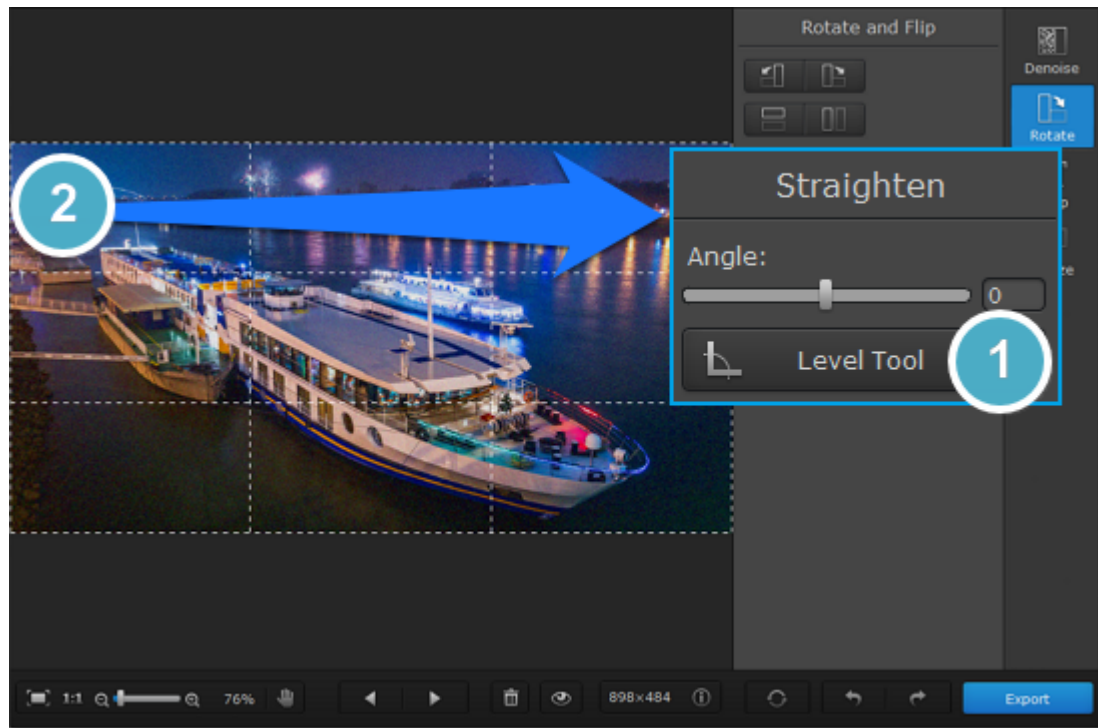 Rotate and Flip
Denoise
Rotate
2
Straighten
Angle:
0
Level Tool
1
1:1
76%
898×484
Export